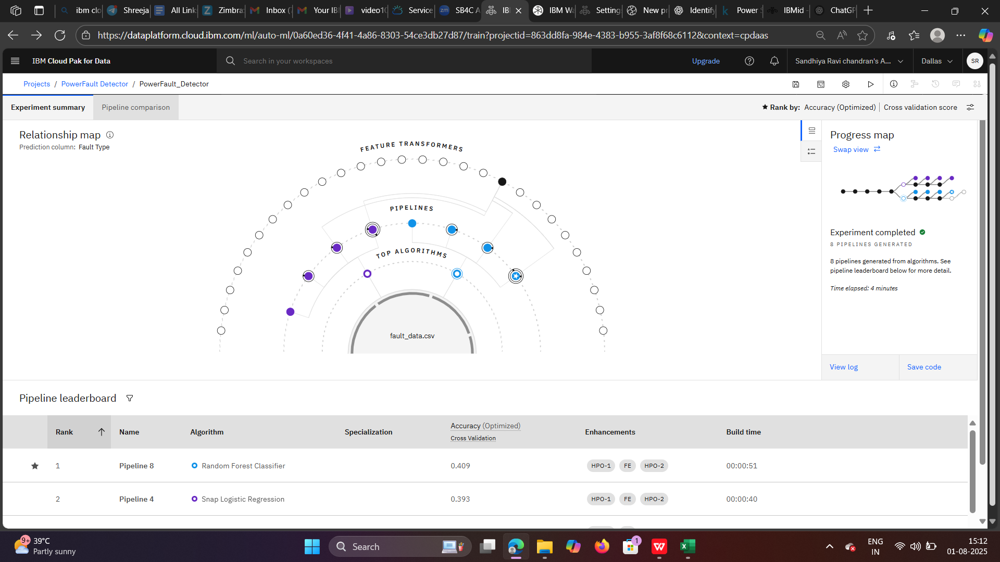 ibm clo
Shreeja
All Link
Zimbra
Inbox (
Your IB
video10
Service
SB4C A
IB
IBM Wa
Setting
New pr
Identify
Power
IBMid
ChatGP
https://dataplatform.cloud.ibm.com/ml/auto-ml/0a60ed36-4f41-4a86-8303-54ce3db27d87/train?projectid=863dd8fa-984e-4383-b955-3af8f68c6112&context=cpdaas
IBM Cloud Pak for Data
Search in your workspaces
Upgrade
Sandhiya Ravi chandran's A...
Dallas
SR
Projects / PowerFault Detector / PowerFault_Detector
Experiment summary
Pipeline comparison
Rank by: Accuracy (Optimized) | Cross validation score
Relationship map
Prediction column: Fault Type
FEATURE TRANSFORMERS
PIPELINES
TOP ALGORITHMS
fault_data.csv
Progress map
Swap view
Experiment completed
8 PIPELINES GENERATED
8 pipelines generated from algorithms. See
pipeline leaderboard below for more detail.
Time elapsed: 4 minutes
View log
Save code
Pipeline leaderboard
Rank Name Algorithm Specialization Accuracy (Optimized) Enhancements Build time
Cross Validation
1 Pipeline 8 Random Forest Classifier 0.409 HPO-1 FE HPO-2 00:00:51
2 Pipeline 4 Snap Logistic Regression 0.393 HPO-1 FE HPO-2 00:00:40
9+
39°C
Partly sunny
Search
1
ENG
IN
15:12
01-08-2025